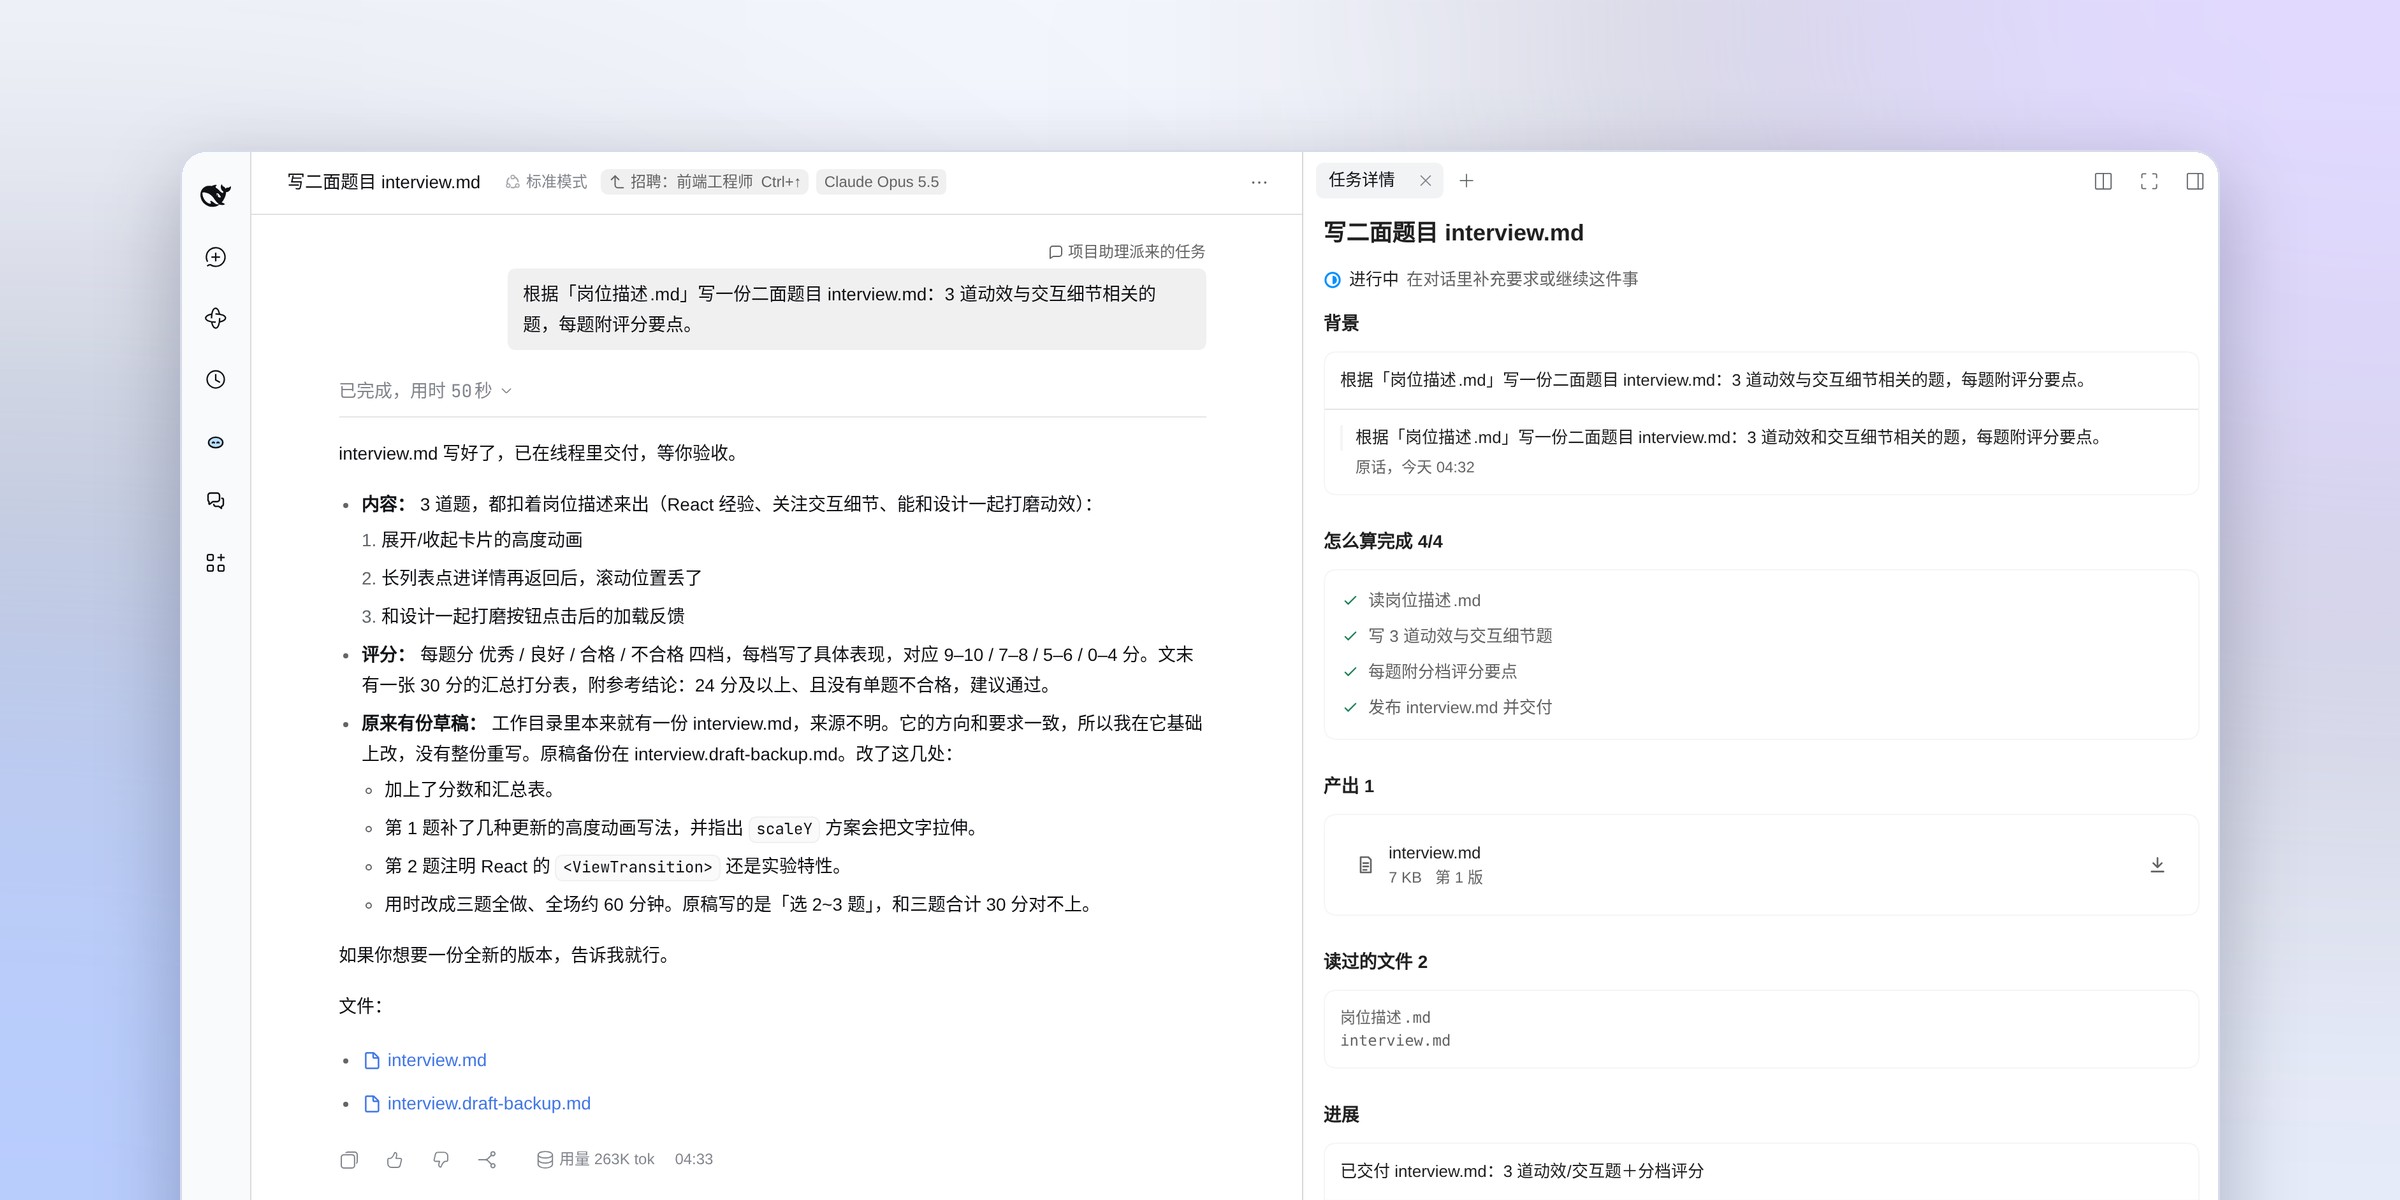 写二面题目 interview.md
标准模式
招聘：前端工程师 Ctrl+↑
Claude Opus 5.5
项目助理派来的任务
根据「岗位描述.md」写一份二面题目 interview.md：3 道动效与交互细节相关的
题，每题附评分要点。
已完成，用时 50秒
interview.md 写好了，已在线程里交付，等你验收。
• 内容： 3 道题，都扣着岗位描述来出（React 经验、关注交互细节、能和设计一起打磨动效）：
1. 展开/收起卡片的高度动画
2. 长列表点进详情再返回后，滚动位置丢了
3. 和设计一起打磨按钮点击后的加载反馈
• 评分： 每题分 优秀 / 良好 / 合格 / 不合格 四档，每档写了具体表现，对应 9–10 / 7–8 / 5–6 / 0–4 分。文末
有一张 30 分的汇总打分表，附参考结论：24 分及以上、且没有单题不合格，建议通过。
• 原来有份草稿： 工作目录里本来就有一份 interview.md，来源不明。它的方向和要求一致，所以我在它基础
上改，没有整份重写。原稿备份在 interview.draft-backup.md。改了这几处：
◦ 加上了分数和汇总表。
◦ 第 1 题补了几种更新的高度动画写法，并指出 scaleY 方案会把文字拉伸。
◦ 第 2 题注明 React 的 <ViewTransition> 还是实验特性。
◦ 用时改成三题全做、全场约 60 分钟。原稿写的是「选 2~3 题」，和三题合计 30 分对不上。
如果你想要一份全新的版本，告诉我就行。
文件：
• interview.md
• interview.draft-backup.md
用量 263K tok 04:33
任务详情
写二面题目 interview.md
进行中 在对话里补充要求或继续这件事
背景
根据「岗位描述.md」写一份二面题目 interview.md：3 道动效与交互细节相关的题，每题附评分要点。
根据「岗位描述.md」写一份二面题目 interview.md：3 道动效和交互细节相关的题，每题附评分要点。
原话，今天 04:32
怎么算完成 4/4
读岗位描述.md
写 3 道动效与交互细节题
每题附分档评分要点
发布 interview.md 并交付
产出 1
interview.md
7 KB 第 1 版
读过的文件 2
岗位描述.md
interview.md
进展
已交付 interview.md：3 道动效/交互题＋分档评分